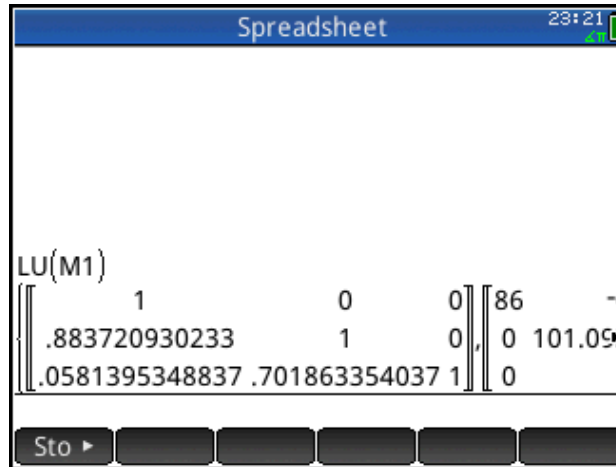 Spreadsheet 23:21
∡π
LU(M1)
{[[1 0 0] [[86 -
.883720930233 1 0], 0 101.09
.0581395348837 .701863354037 1]] [0
Sto ▸